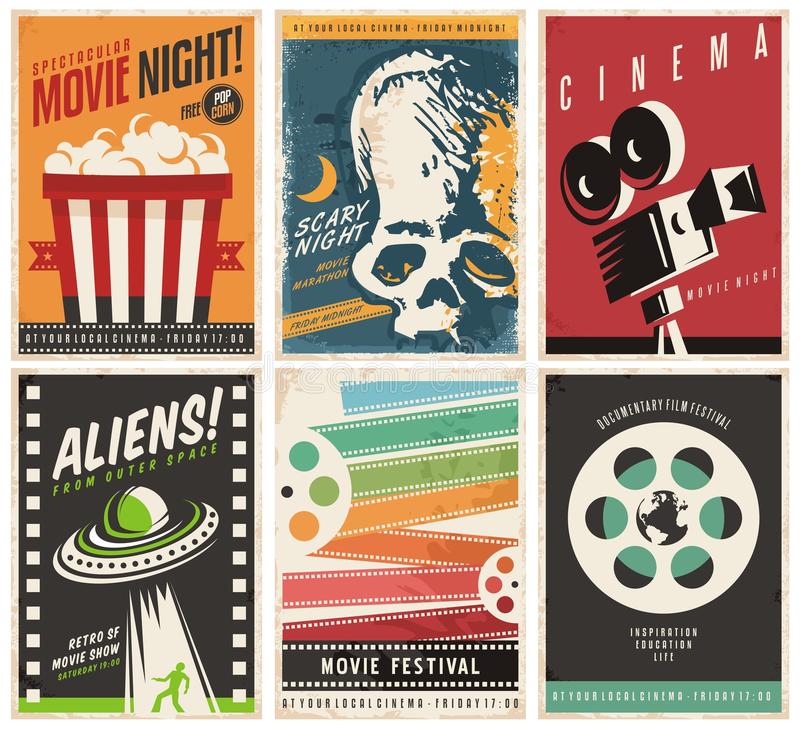 SPECTACULAR
MOVIE NIGHT!
FREE POP CORN
AT YOUR LOCAL CINEMA - FRIDAY 17:00
AT YOUR LOCAL CINEMA - FRIDAY MIDNIGHT
SCARY
NIGHT
MOVIE
MARATHON
FRIDAY MIDNIGHT
CINEMA
MOVIE NIGHT
ALIENS!
FROM OUTER SPACE
RETRO SF
MOVIE SHOW
SATURDAY 19:00
MOVIE FESTIVAL
AT YOUR LOCAL CINEMA - FRIDAY 17:00
DOCUMENTARY FILM FESTIVAL
INSPIRATION
EDUCATION
LIFE
AT YOUR LOCAL CINEMA - FRIDAY 17:00
dreamstime